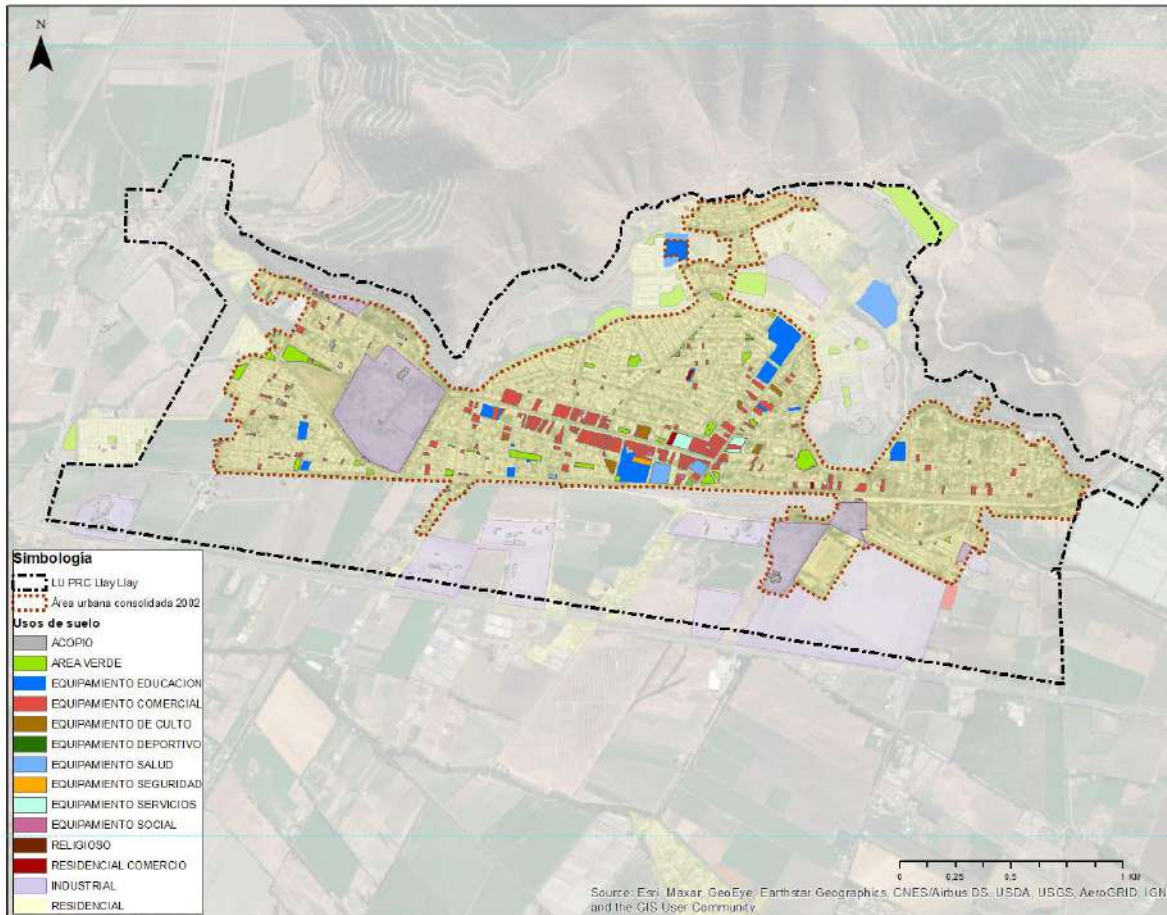 N
Simbología
LU PRC Llay Llay
Área urbana consolidada 2002
Usos de suelo
ACOPIO
AREA VERDE
EQUIPAMIENTO EDUCACION
EQUIPAMIENTO COMERCIAL
EQUIPAMIENTO DE CULTO
EQUIPAMIENTO DEPORTIVO
EQUIPAMIENTO SALUD
EQUIPAMIENTO SEGURIDAD
EQUIPAMIENTO SERVICIOS
EQUIPAMIENTO SOCIAL
RELIGIOSO
RESIDENCIAL COMERCIO
INDUSTRIAL
RESIDENCIAL
0 0,25 0,5 1 KM
Source: Esri, Maxar, GeoEye, Earthstar Geographics, CNES/Airbus DS, USDA, USGS, AeroGRID, IGN,
and the GIS User Community